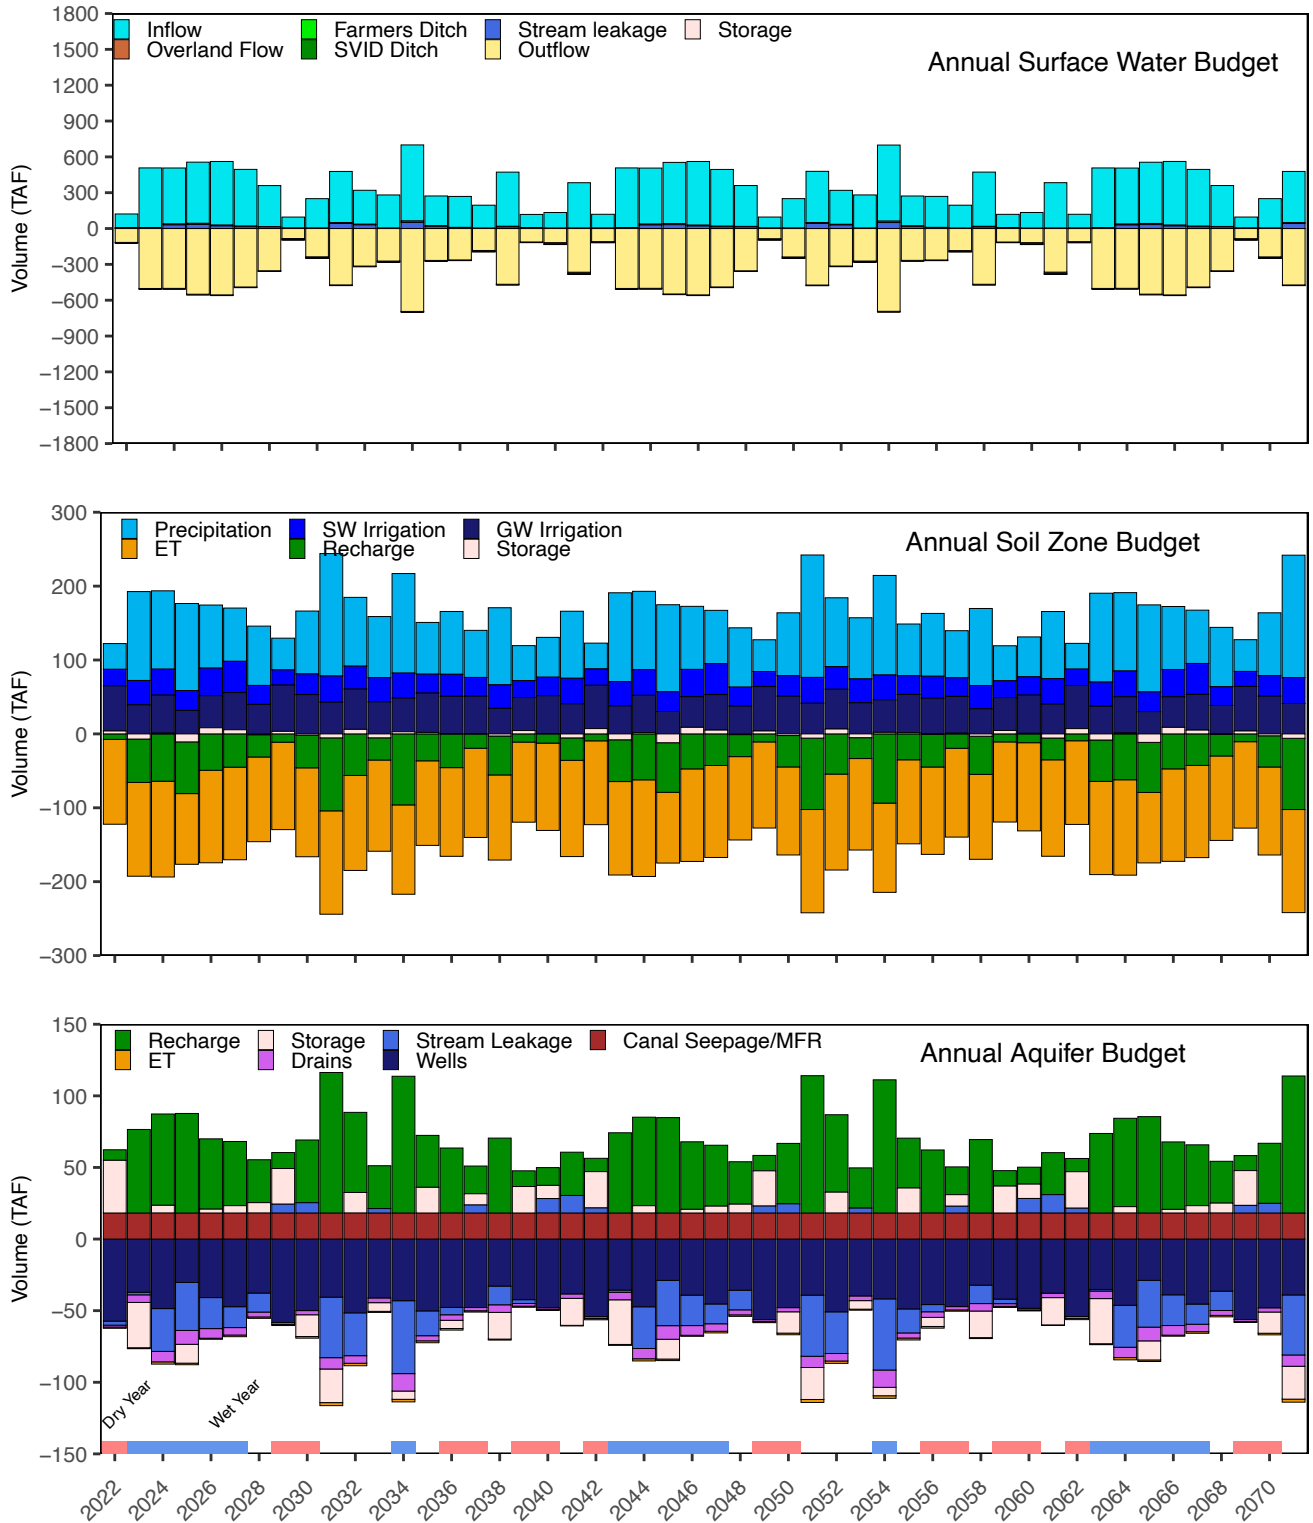 Inflow Farmers Ditch Stream leakage Storage
Overland Flow SVID Ditch Outflow
Annual Surface Water Budget
Volume (TAF)
1800
1500
1200
900
600
300
0
−300
−600
−900
−1200
−1500
−1800
Precipitation SW Irrigation GW Irrigation
ET Recharge Storage
Annual Soil Zone Budget
Volume (TAF)
300
200
100
0
−100
−200
−300
Recharge Storage Stream Leakage Canal Seepage/MFR
ET Drains Wells
Annual Aquifer Budget
Volume (TAF)
150
100
50
0
−50
−100
−150
Dry Year
Wet Year
2022 2024 2026 2028 2030 2032 2034 2036 2038 2040 2042 2044 2046 2048 2050 2052 2054 2056 2058 2060 2062 2064 2066 2068 2070